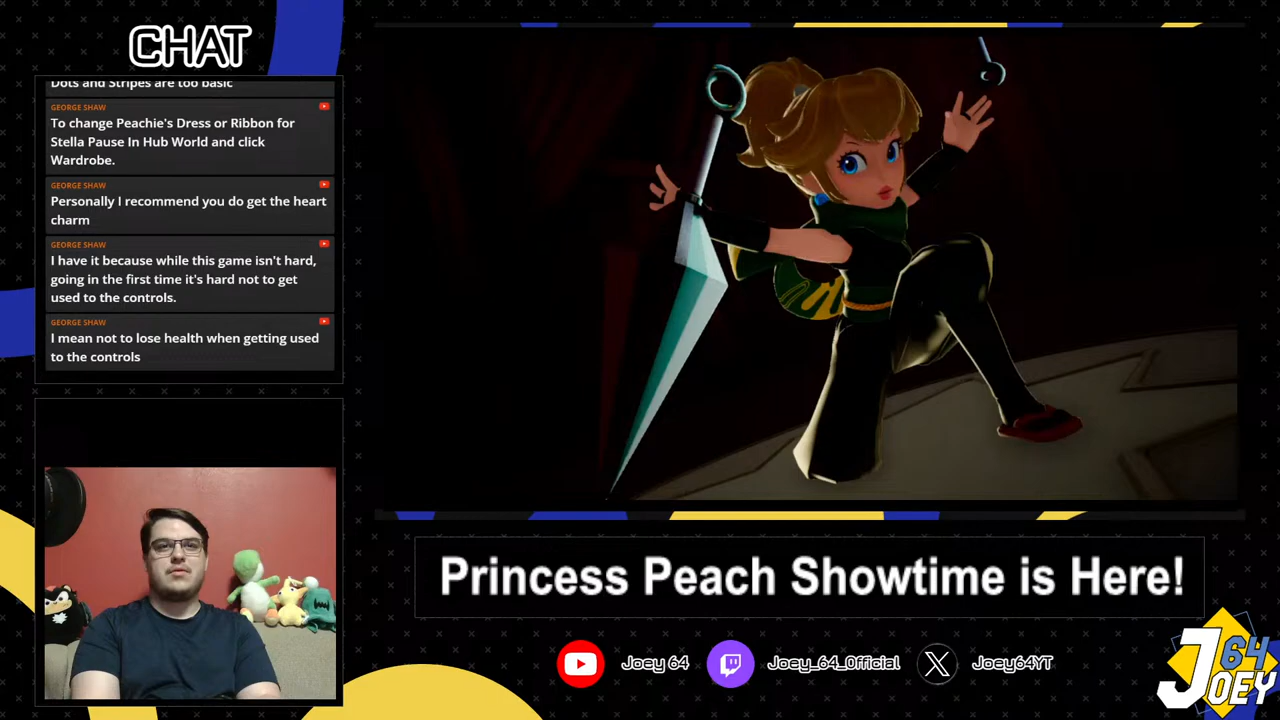 CHAT
Dots and Stripes are too basic
GEORGE SHAW
To change Peachie's Dress or Ribbon for
Stella Pause In Hub World and click
Wardrobe.
GEORGE SHAW
Personally I recommend you do get the heart
charm
GEORGE SHAW
I have it because while this game isn't hard,
going in the first time it's hard not to get
used to the controls.
GEORGE SHAW
I mean not to lose health when getting used
to the controls
Princess Peach Showtime is Here!
Joey 64
Joey_64_Official
Joey64YT
64
JOEY